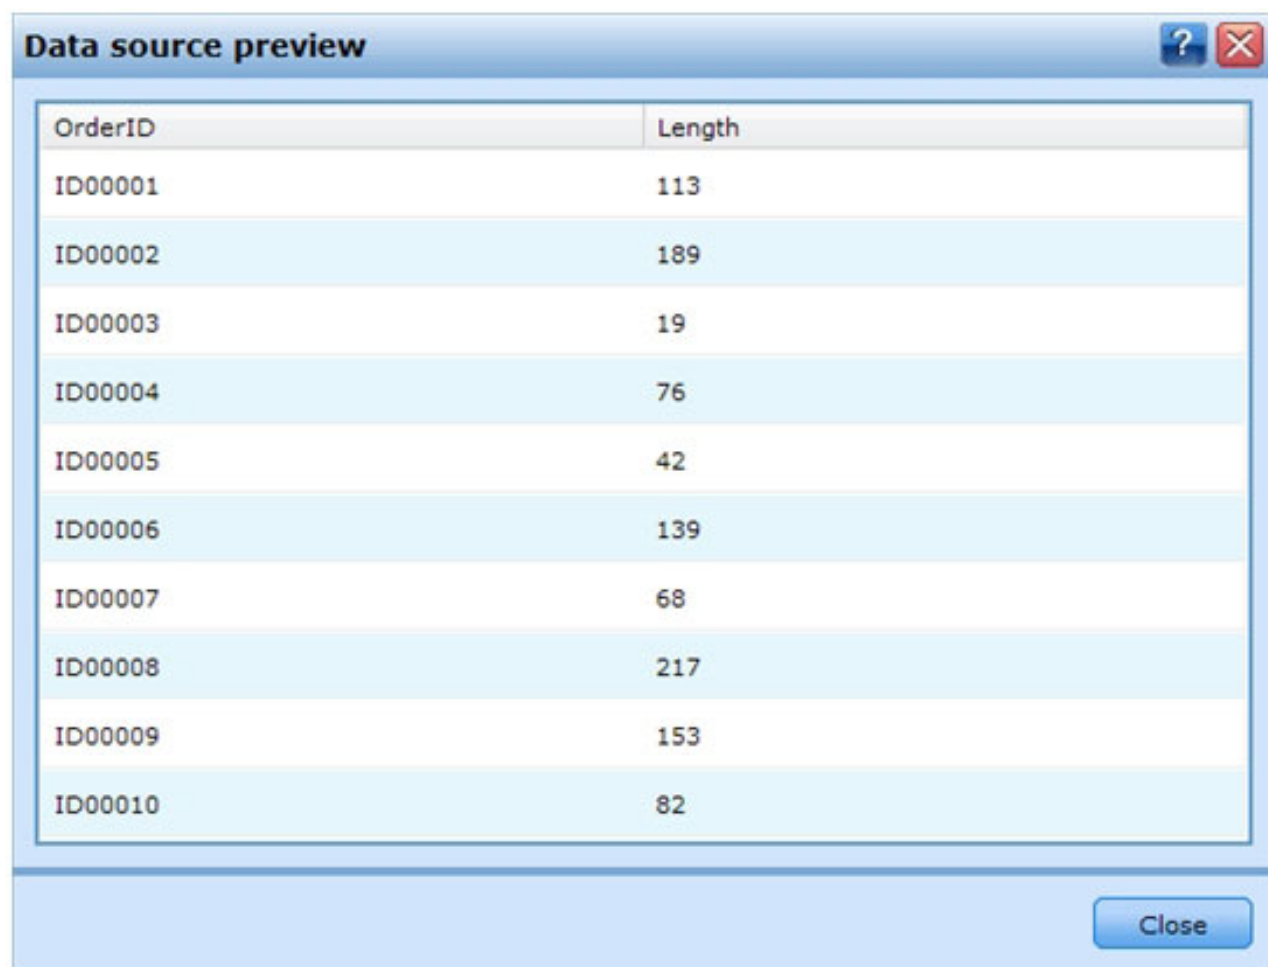 Data source preview ?
OrderID Length
ID00001 113
ID00002 189
ID00003 19
ID00004 76
ID00005 42
ID00006 139
ID00007 68
ID00008 217
ID00009 153
ID00010 82
Close